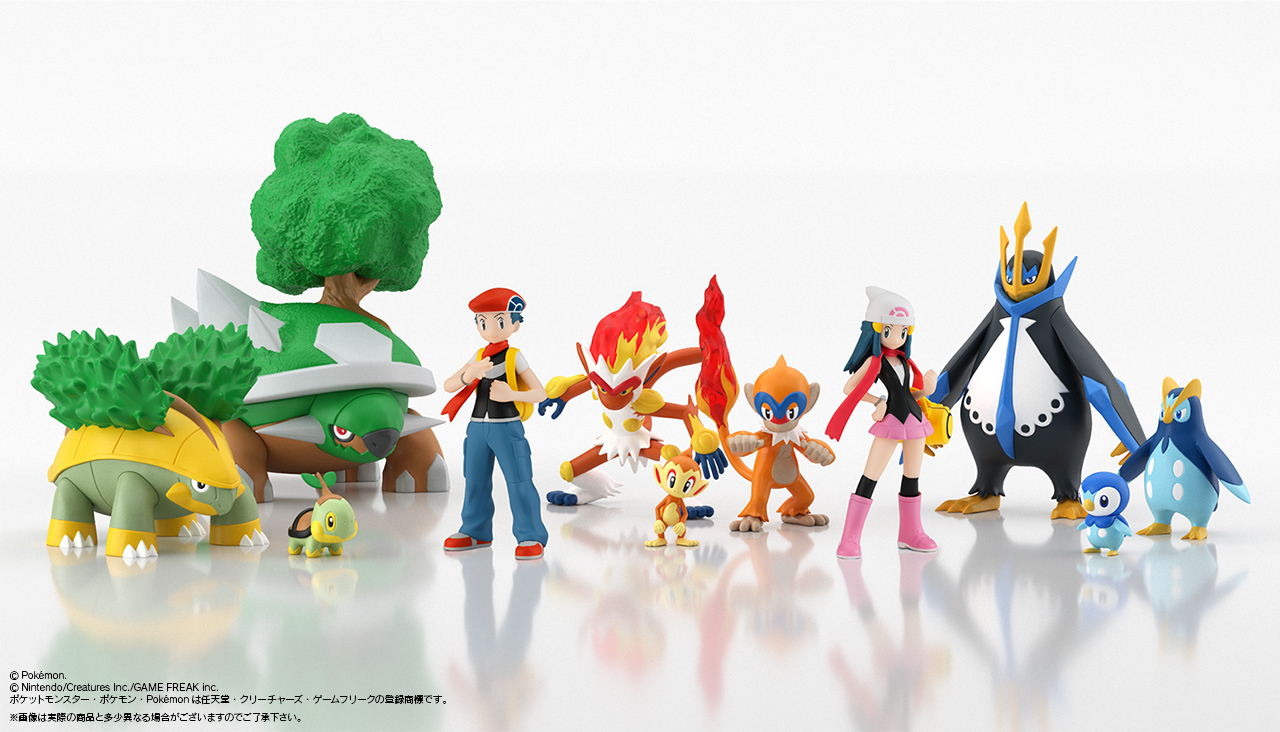 © Pokémon.
© Nintendo/Creatures Inc./GAME FREAK inc.
ポケットモンスター・ポケモン・Pokémonは任天堂・クリーチャーズ・ゲームフリークの登録商標です。
※画像は実際の商品と多少異なる場合がございますのでご了承下さい。